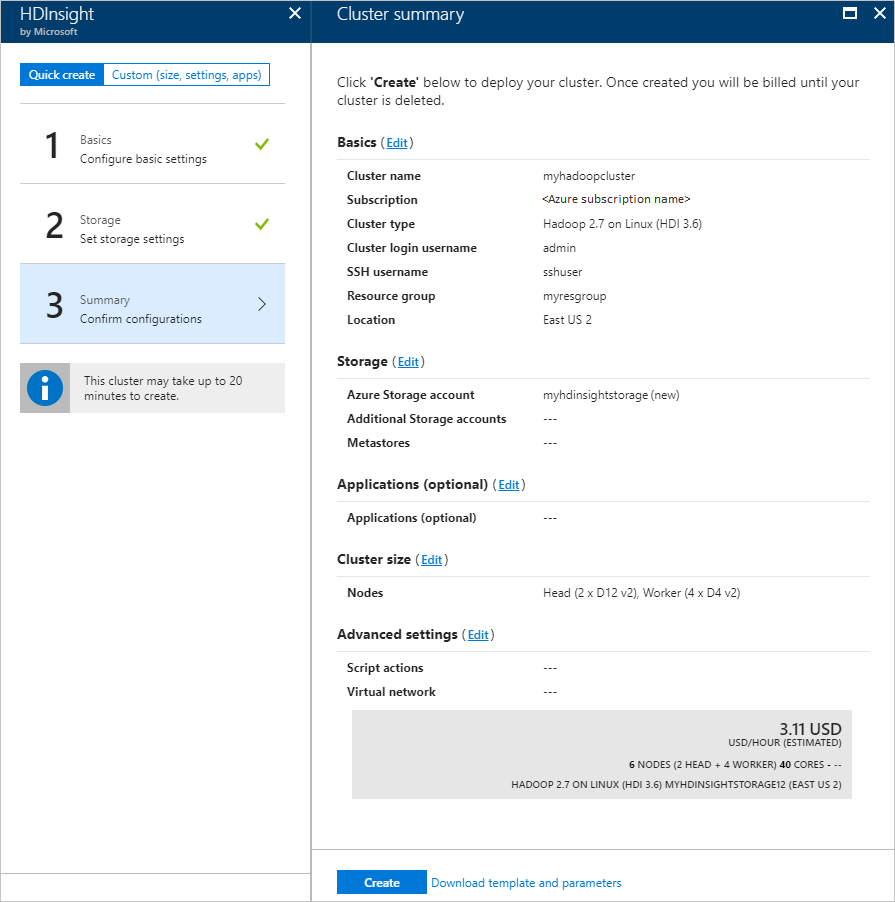 HDInsight
by Microsoft
Quick create Custom (size, settings, apps)
1 Basics
Configure basic settings
2 Storage
Set storage settings
3 Summary
Confirm configurations
This cluster may take up to 20
minutes to create.
Cluster summary
Click 'Create' below to deploy your cluster. Once created you will be billed until your
cluster is deleted.
Basics (Edit)
Cluster name myhadoopcluster
Subscription <Azure subscription name>
Cluster type Hadoop 2.7 on Linux (HDI 3.6)
Cluster login username admin
SSH username sshuser
Resource group myresgroup
Location East US 2
Storage (Edit)
Azure Storage account myhdinsightstorage (new)
Additional Storage accounts ---
Metastores ---
Applications (optional) (Edit)
Applications (optional) ---
Cluster size (Edit)
Nodes Head (2 x D12 v2), Worker (4 x D4 v2)
Advanced settings (Edit)
Script actions ---
Virtual network ---
3.11 USD
USD/HOUR (ESTIMATED)
6 NODES (2 HEAD + 4 WORKER) 40 CORES - --
HADOOP 2.7 ON LINUX (HDI 3.6) MYHDINSIGHTSTORAGE12 (EAST US 2)
Create Download template and parameters